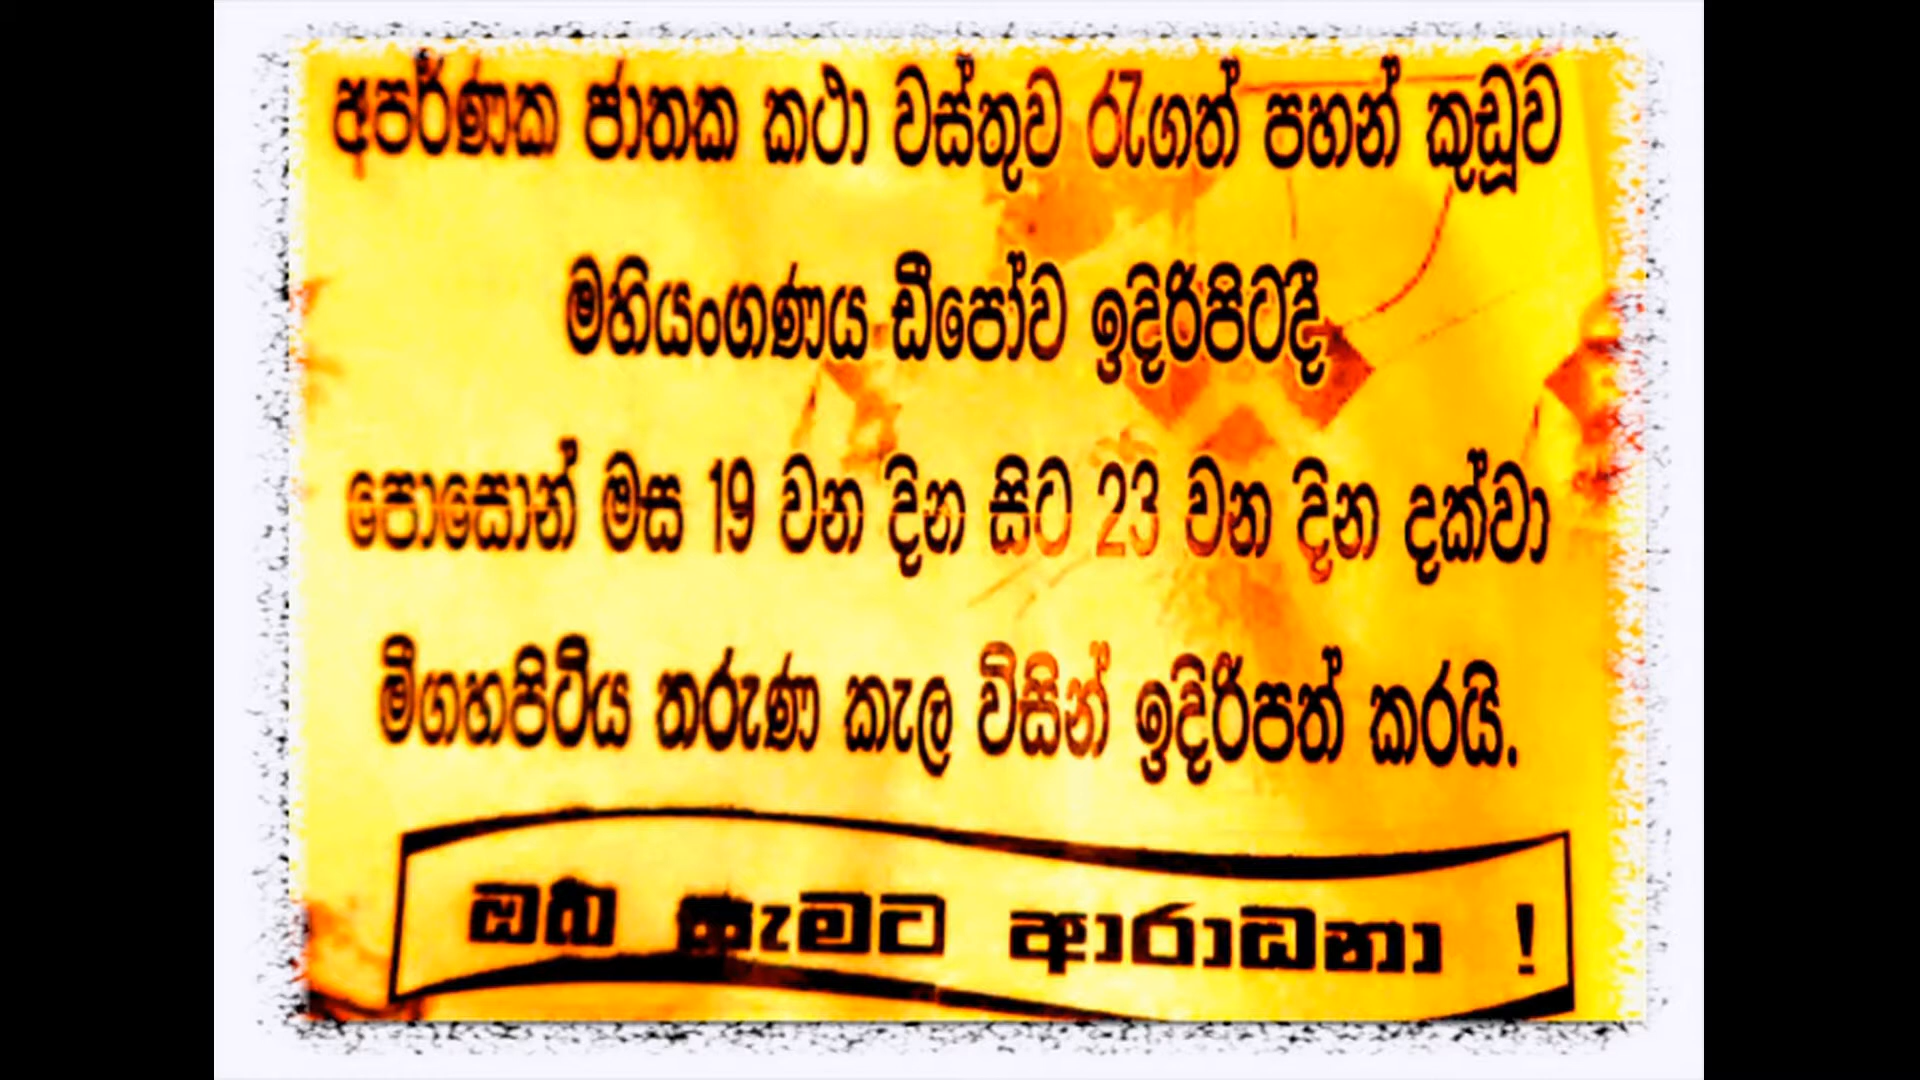 අපර්ණක ජාතක කථා වස්තුව රැගත් පහන් කුඩුව
මහියංගණය ඩීපෝව ඉදිරිපිටදී
පොසොන් මස 19 වන දින සිට 23 වන දින දක්වා
මීගහපිටිය තරුණ කැල විසින් ඉදිරිපත් කරයි.
ඔබ සැමට ආරාධනා !